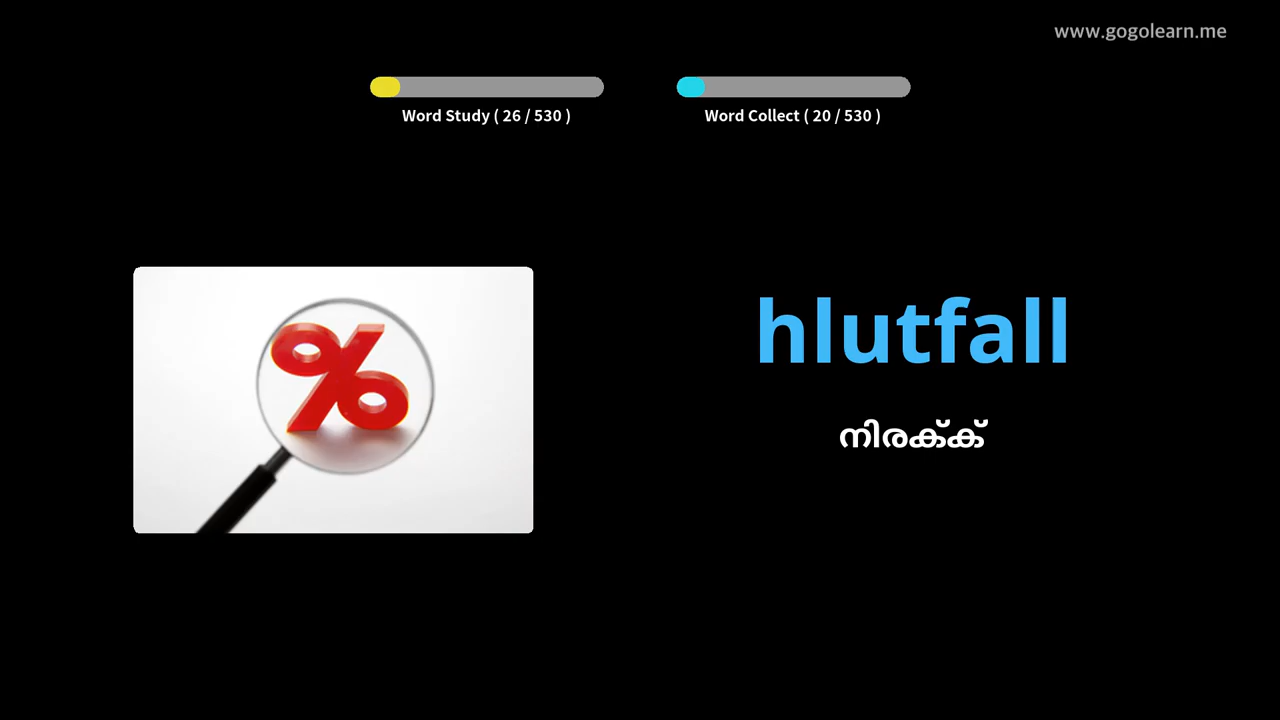 www.gogolearn.me
Word Study ( 26 / 530 )
Word Collect ( 20 / 530 )
%
hlutfall
നിരക്ക്